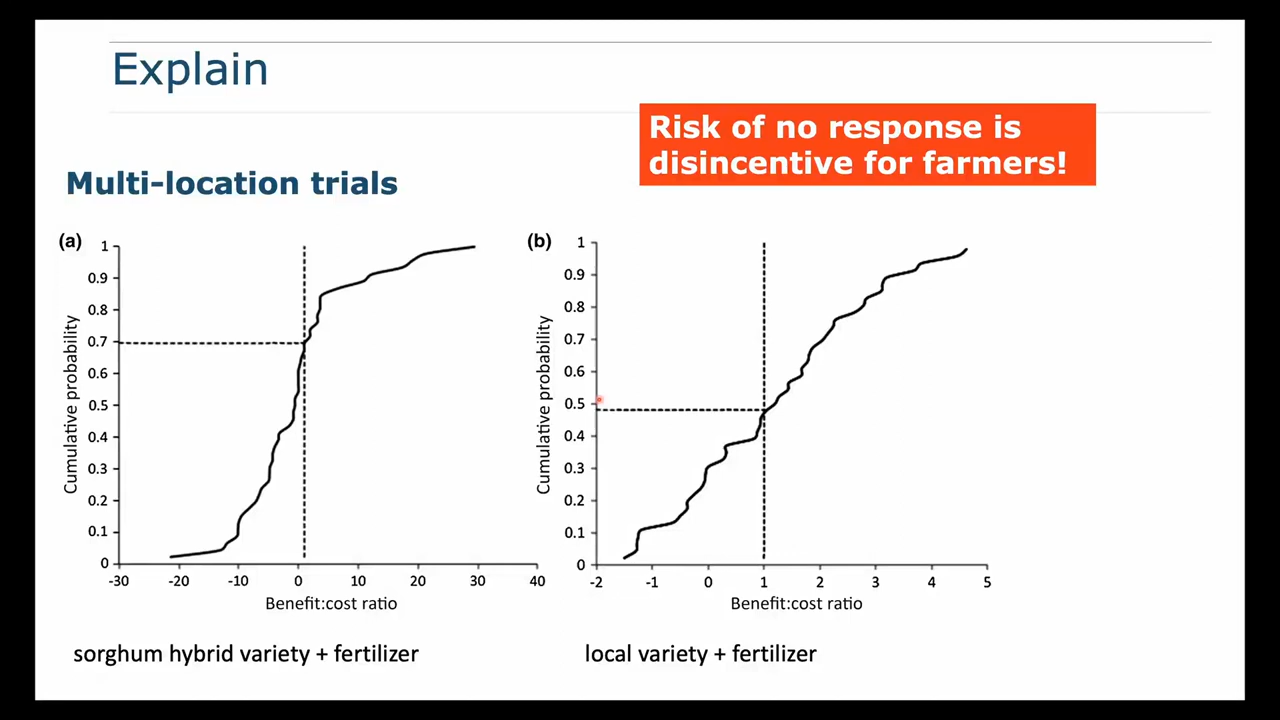 Explain
Risk of no response is
disincentive for farmers!
Multi-location trials
(a)
1
0.9
0.8
0.7
0.6
0.5
0.4
0.3
0.2
0.1
0
Cumulative probability
-30 -20 -10 0 10 20 30 40
Benefit:cost ratio
sorghum hybrid variety + fertilizer
(b)
1
0.9
0.8
0.7
0.6
0.5
0.4
0.3
0.2
0.1
0
Cumulative probability
-2 -1 0 1 2 3 4 5
Benefit:cost ratio
local variety + fertilizer